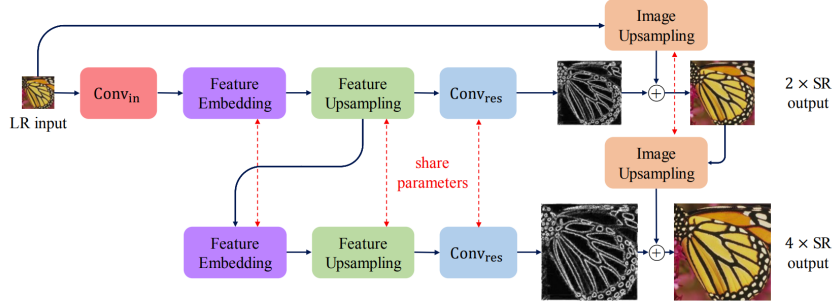 Image
Upsampling
LR input
Conv_in
Feature
Embedding
Feature
Upsampling
Conv_res
+
2 × SR
output
share
parameters
Image
Upsampling
Feature
Embedding
Feature
Upsampling
Conv_res
+
4 × SR
output